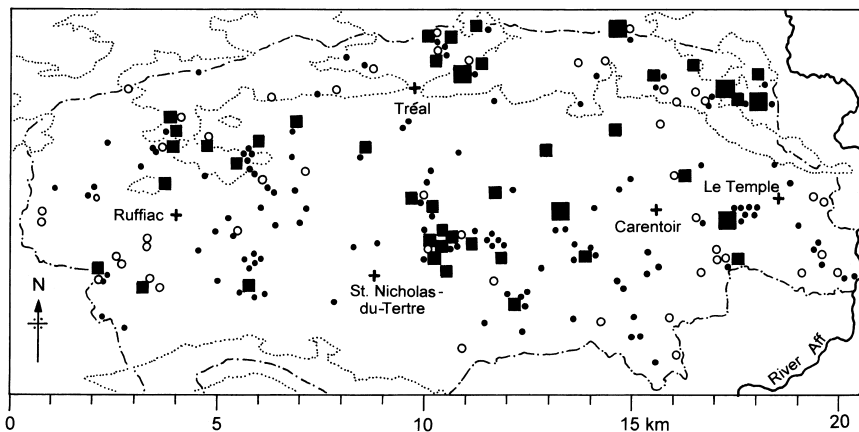 Tréal
Le Temple
Ruffiac
Carentoir
N
St. Nicholas-
du-Tertre
River Aff
0 5 10 15 km 20